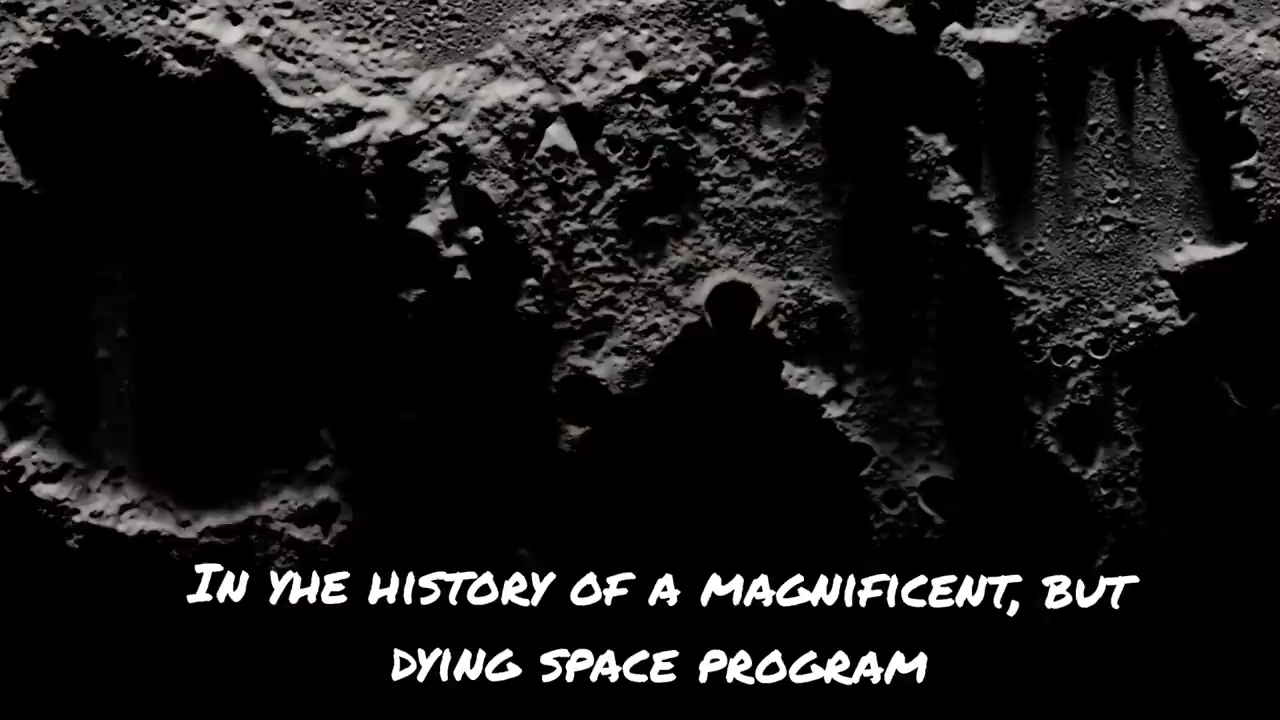 In yhe history of a magnificent, but
dying space program